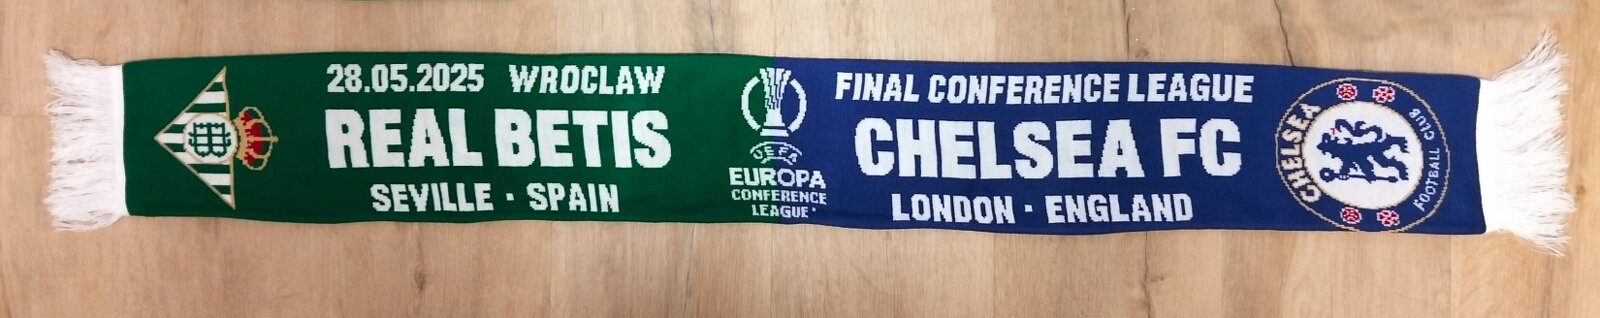 28.05.2025 WROCLAW
REAL BETIS
SEVILLE · SPAIN
UEFA
EUROPA
CONFERENCE
LEAGUE
FINAL CONFERENCE LEAGUE
CHELSEA FC
LONDON · ENGLAND
CHELSEA
FOOTBALL CLUB